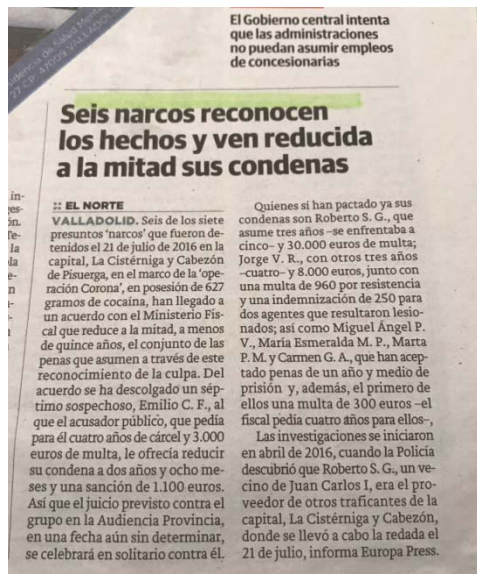 idencia de Salud Men
27 CP. 47009 VALLADOL
El Gobierno central intenta
que las administraciones
no puedan asumir empleos
de concesionarias
Seis narcos reconocen
los hechos y ven reducida
a la mitad sus condenas
:: EL NORTE
VALLADOLID. Seis de los siete
presuntos ‘narcos’ que fueron de-
tenidos el 21 de julio de 2016 en la
capital, La Cistérniga y Cabezón
de Pisuerga, en el marco de la ‘ope-
ración Corona’, en posesión de 627
gramos de cocaína, han llegado a
un acuerdo con el Ministerio Fis-
cal que reduce a la mitad, a menos
de quince años, el conjunto de las
penas que asumen a través de este
reconocimiento de la culpa. Del
acuerdo se ha descolgado un sép-
timo sospechoso, Emilio C. F., al
que el acusador público, que pedía
para él cuatro años de cárcel y 3.000
euros de multa, le ofrecía reducir
su condena a dos años y ocho me-
ses y una sanción de 1.100 euros.
Así que el juicio previsto contra el
grupo en la Audiencia Provincia,
en una fecha aún sin determinar,
se celebrará en solitario contra él.
Quienes sí han pactado ya sus
condenas son Roberto S. G., que
asume tres años –se enfrentaba a
cinco– y 30.000 euros de multa;
Jorge V. R., con otros tres años
–cuatro– y 8.000 euros, junto con
una multa de 960 por resistencia
y una indemnización de 250 para
dos agentes que resultaron lesio-
nados; así como Miguel Ángel P.
V., María Esmeralda M. P., Marta
P. M. y Carmen G. A., que han acep-
tado penas de un año y medio de
prisión y, además, el primero de
ellos una multa de 300 euros –el
fiscal pedía cuatro años para ellos–,
Las investigaciones se iniciaron
en abril de 2016, cuando la Policía
descubrió que Roberto S. G., un ve-
cino de Juan Carlos I, era el pro-
veedor de otros traficantes de la
capital, La Cistérniga y Cabezón,
donde se llevó a cabo la redada el
21 de julio, informa Europa Press.